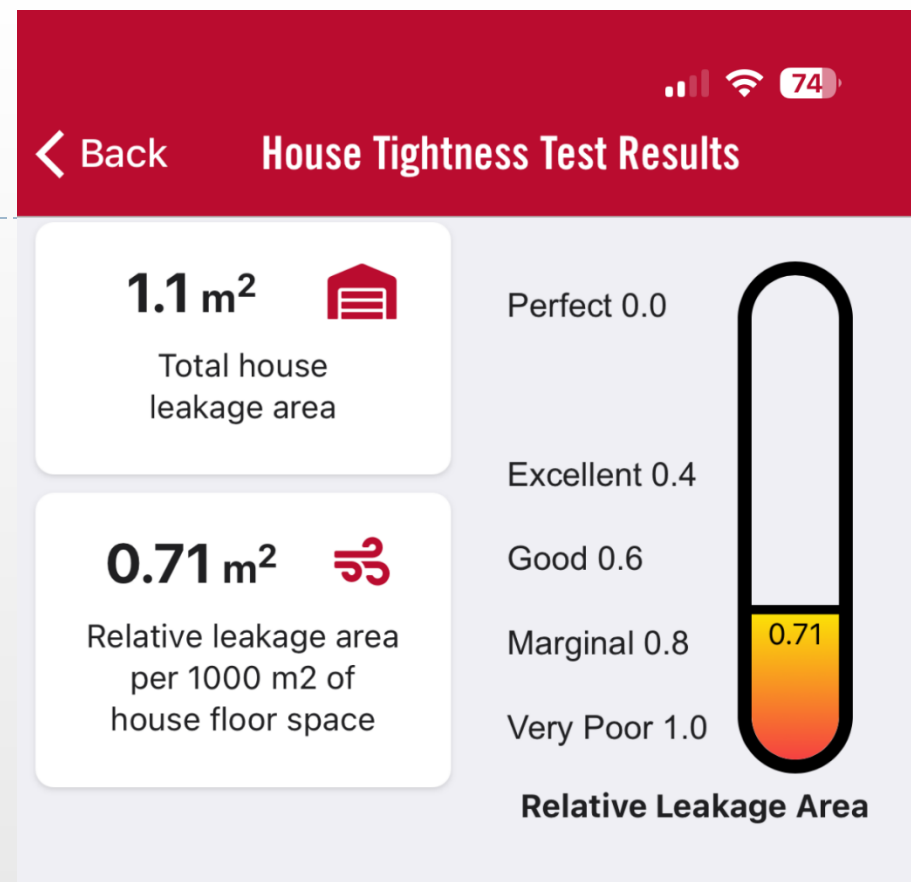 74
Back
House Tightness Test Results
1.1 m²
Total house
leakage area
0.71 m²
Relative leakage area
per 1000 m2 of
house floor space
Perfect 0.0
Excellent 0.4
Good 0.6
Marginal 0.8
Very Poor 1.0
0.71
Relative Leakage Area